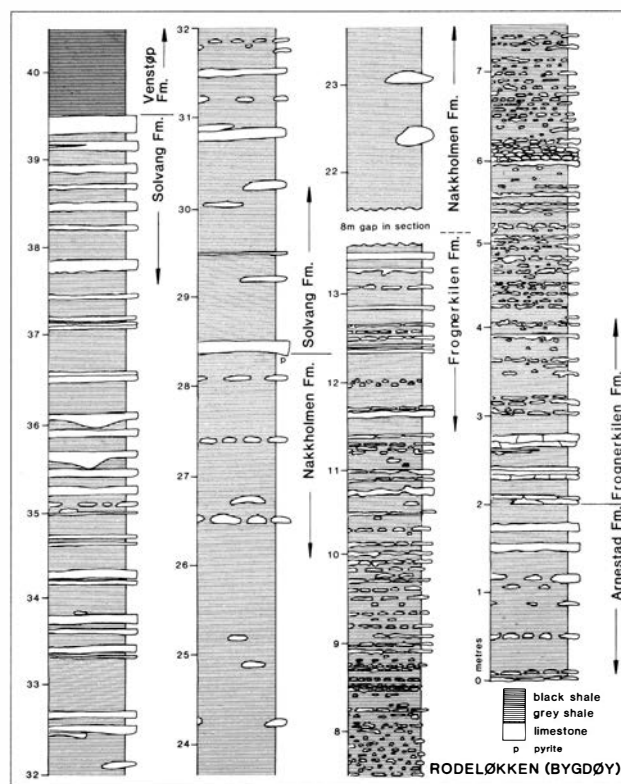 40
39
38
37
36
35
34
33
32
Venstøp Fm.
Solvang Fm.
32
31
30
29
28
27
26
25
24
p
Solvang Fm.
Nakkholmen Fm.
23
22
8m gap in section
13
12
11
10
9
8
Nakkholmen Fm.
Frognerkilen Fm.
7
6
5
4
3
2
1
0 metres
Frognerkilen Fm.
Arnestad Fm.
black shale
grey shale
limestone
p pyrite
RODELØKKEN (BYGDØY)